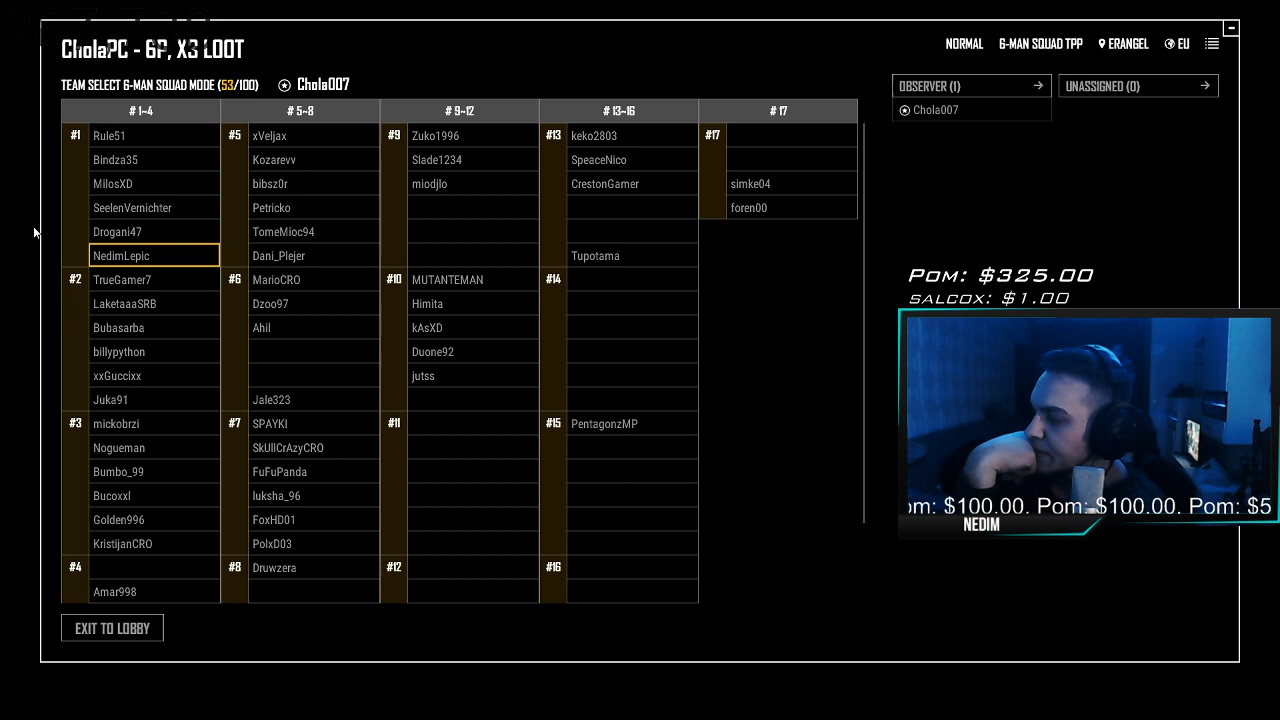 CholaPC - 6P, X3 LOOT
NORMAL 6-MAN SQUAD TPP ERANGEL EU
TEAM SELECT 6-MAN SQUAD MODE (53/100) Chola007
OBSERVER (1) UNASSIGNED (0)
Chola007
# 1~4 # 5~8 # 9~12 # 13~16 # 17
#1 Rule51 #5 xVeljax #9 Zuko1996 #13 keko2803 #17
Bindza35 Kozarevv Slade1234 SpeaceNico
MilosXD bibsz0r miodjlo CrestonGamer simke04
SeelenVernichter Petricko foren00
Drogani47 TomeMioc94
NedimLepic Dani_Plejer Tupotama
#2 TrueGamer7 #6 MarioCRO #10 MUTANTEMAN #14
LaketaaaSRB Dzoo97 Himita
Bubasarba Ahil kAsXD
billypython Duone92
xxGuccixx jutss
Juka91 Jale323
#3 mickobrzi #7 SPAYKI #11 #15 PentagonzMP
Nogueman SkUllCrAzyCRO
Bumbo_99 FuFuPanda
Bucoxxl luksha_96
Golden996 FoxHD01
KristijanCRO PolxD03
#4 #8 Druwzera #12 #16
Amar998
EXIT TO LOBBY
POM: $325.00
SALCOX: $1.00
om: $100.00. Pom: $100.00. Pom: $5
NEDIM